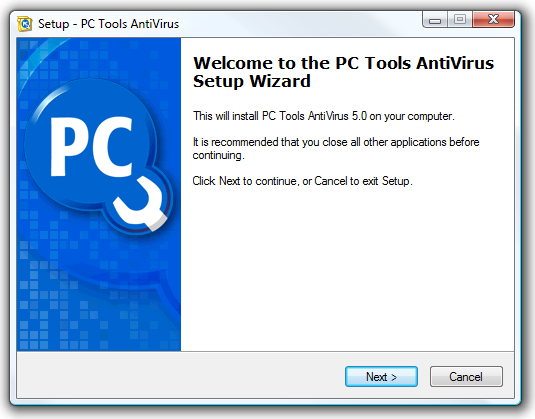 Setup - PC Tools AntiVirus
PC
Welcome to the PC Tools AntiVirus
Setup Wizard
This will install PC Tools AntiVirus 5.0 on your computer.
It is recommended that you close all other applications before
continuing.
Click Next to continue, or Cancel to exit Setup.
Next >
Cancel